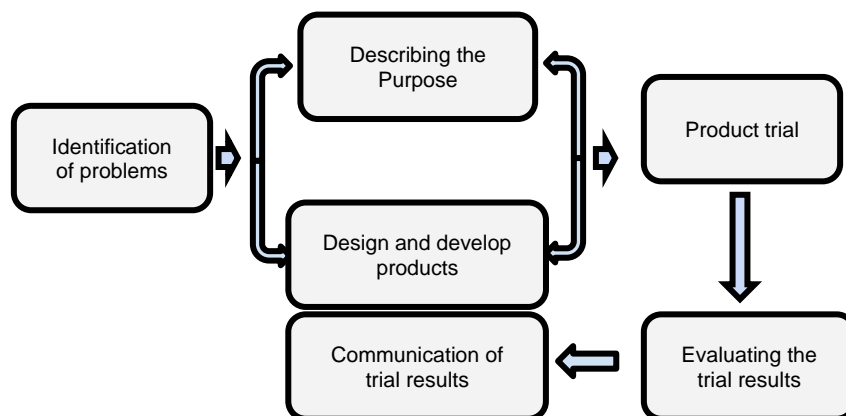 Identification
of problems
Describing the
Purpose
Design and develop
products
Product trial
Evaluating the
trial results
Communication of
trial results